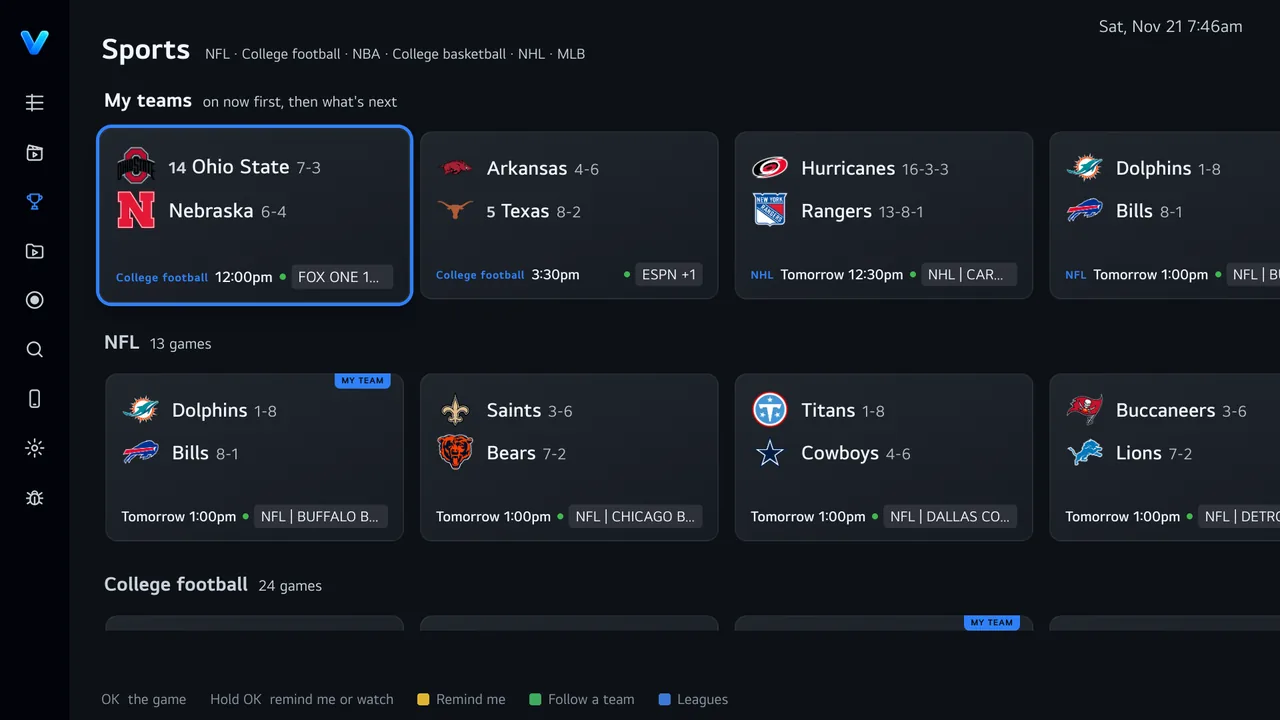 Sat, Nov 21 7:46am
Sports NFL · College football · NBA · College basketball · NHL · MLB
My teams on now first, then what's next
14 Ohio State 7-3
Nebraska 6-4
College football 12:00pm FOX ONE 1...
Arkansas 4-6
5 Texas 8-2
College football 3:30pm ESPN +1
Hurricanes 16-3-3
NEW YORK RANGERS
Rangers 13-8-1
NHL Tomorrow 12:30pm NHL | CAR...
Dolphins 1-8
Bills 8-1
NFL Tomorrow 1:00pm NFL | BU
NFL 13 games
MY TEAM
Dolphins 1-8
Bills 8-1
Tomorrow 1:00pm NFL | BUFFALO B...
Saints 3-6
Bears 7-2
Tomorrow 1:00pm NFL | CHICAGO B...
Titans 1-8
Cowboys 4-6
Tomorrow 1:00pm NFL | DALLAS CO...
Buccaneers 3-6
Lions 7-2
Tomorrow 1:00pm NFL | DETRO
College football 24 games
MY TEAM
OK the game Hold OK remind me or watch Remind me Follow a team Leagues